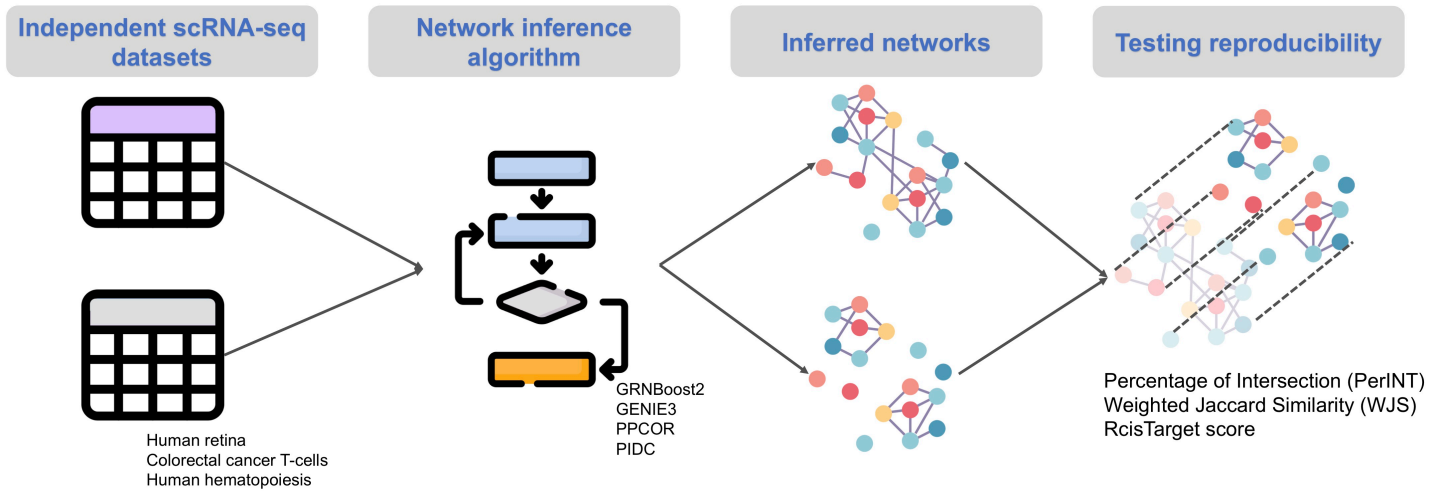 Independent scRNA-seq
datasets
Network inference
algorithm
Inferred networks
Testing reproducibility
Human retina
Colorectal cancer T-cells
Human hematopoiesis
GRNBoost2
GENIE3
PPCOR
PIDC
Percentage of Intersection (PerINT)
Weighted Jaccard Similarity (WJS)
RcisTarget score